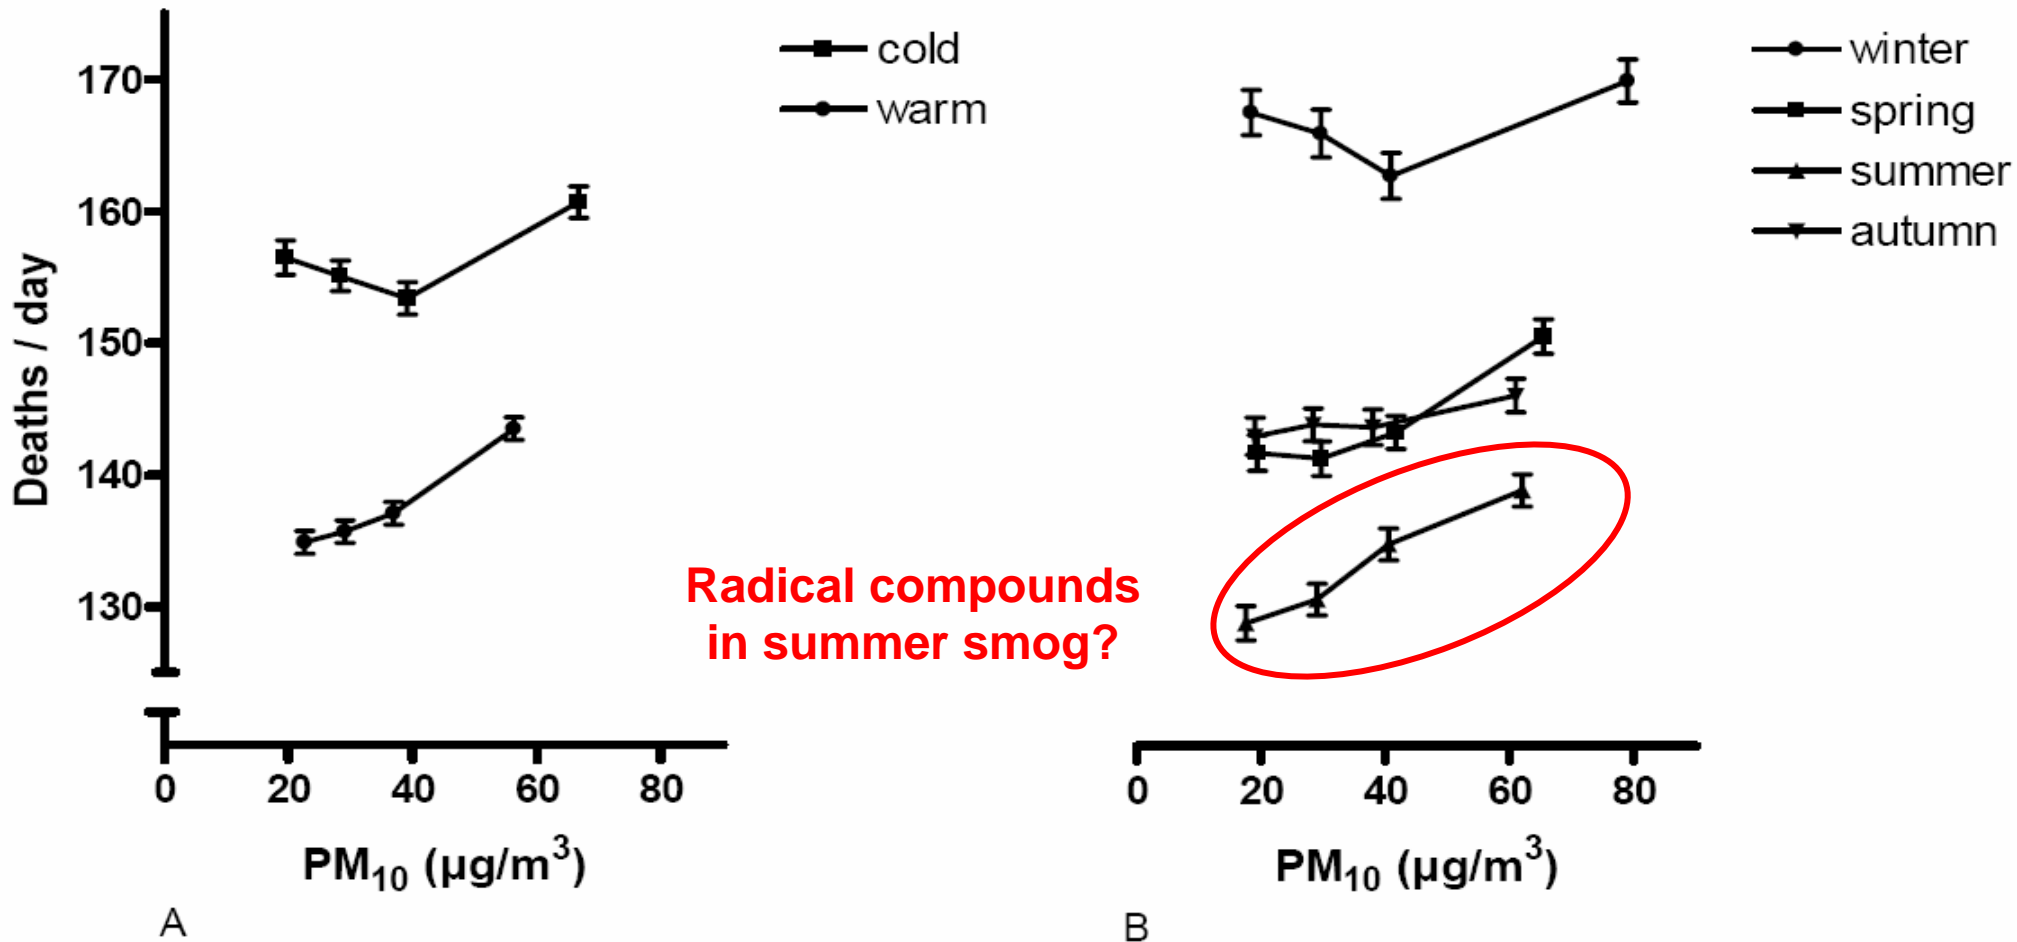 cold
warm
winter
spring
summer
autumn
Deaths / day
170
160
150
140
130
0 20 40 60 80
PM10 (µg/m3)
A
Radical compounds
in summer smog?
0 20 40 60 80
PM10 (µg/m3)
B